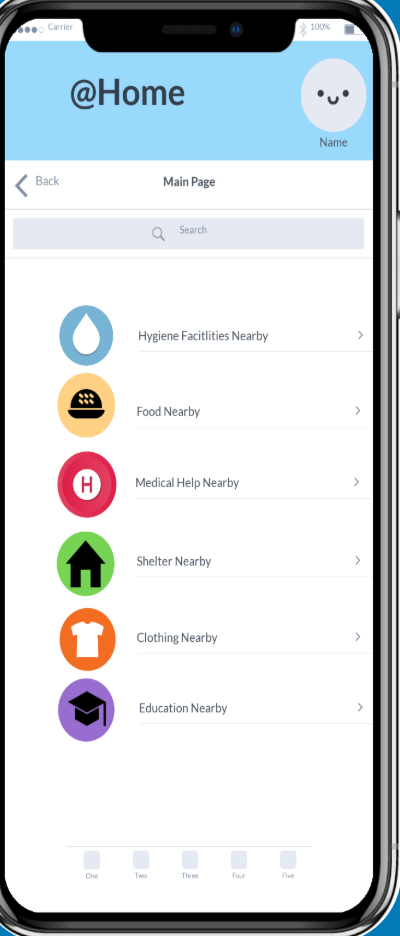 Carrier
100%
@Home
Name
Back
Main Page
Search
Hygiene Facitlities Nearby
Food Nearby
H
Medical Help Nearby
Shelter Nearby
Clothing Nearby
Education Nearby
One Two Three Four Five